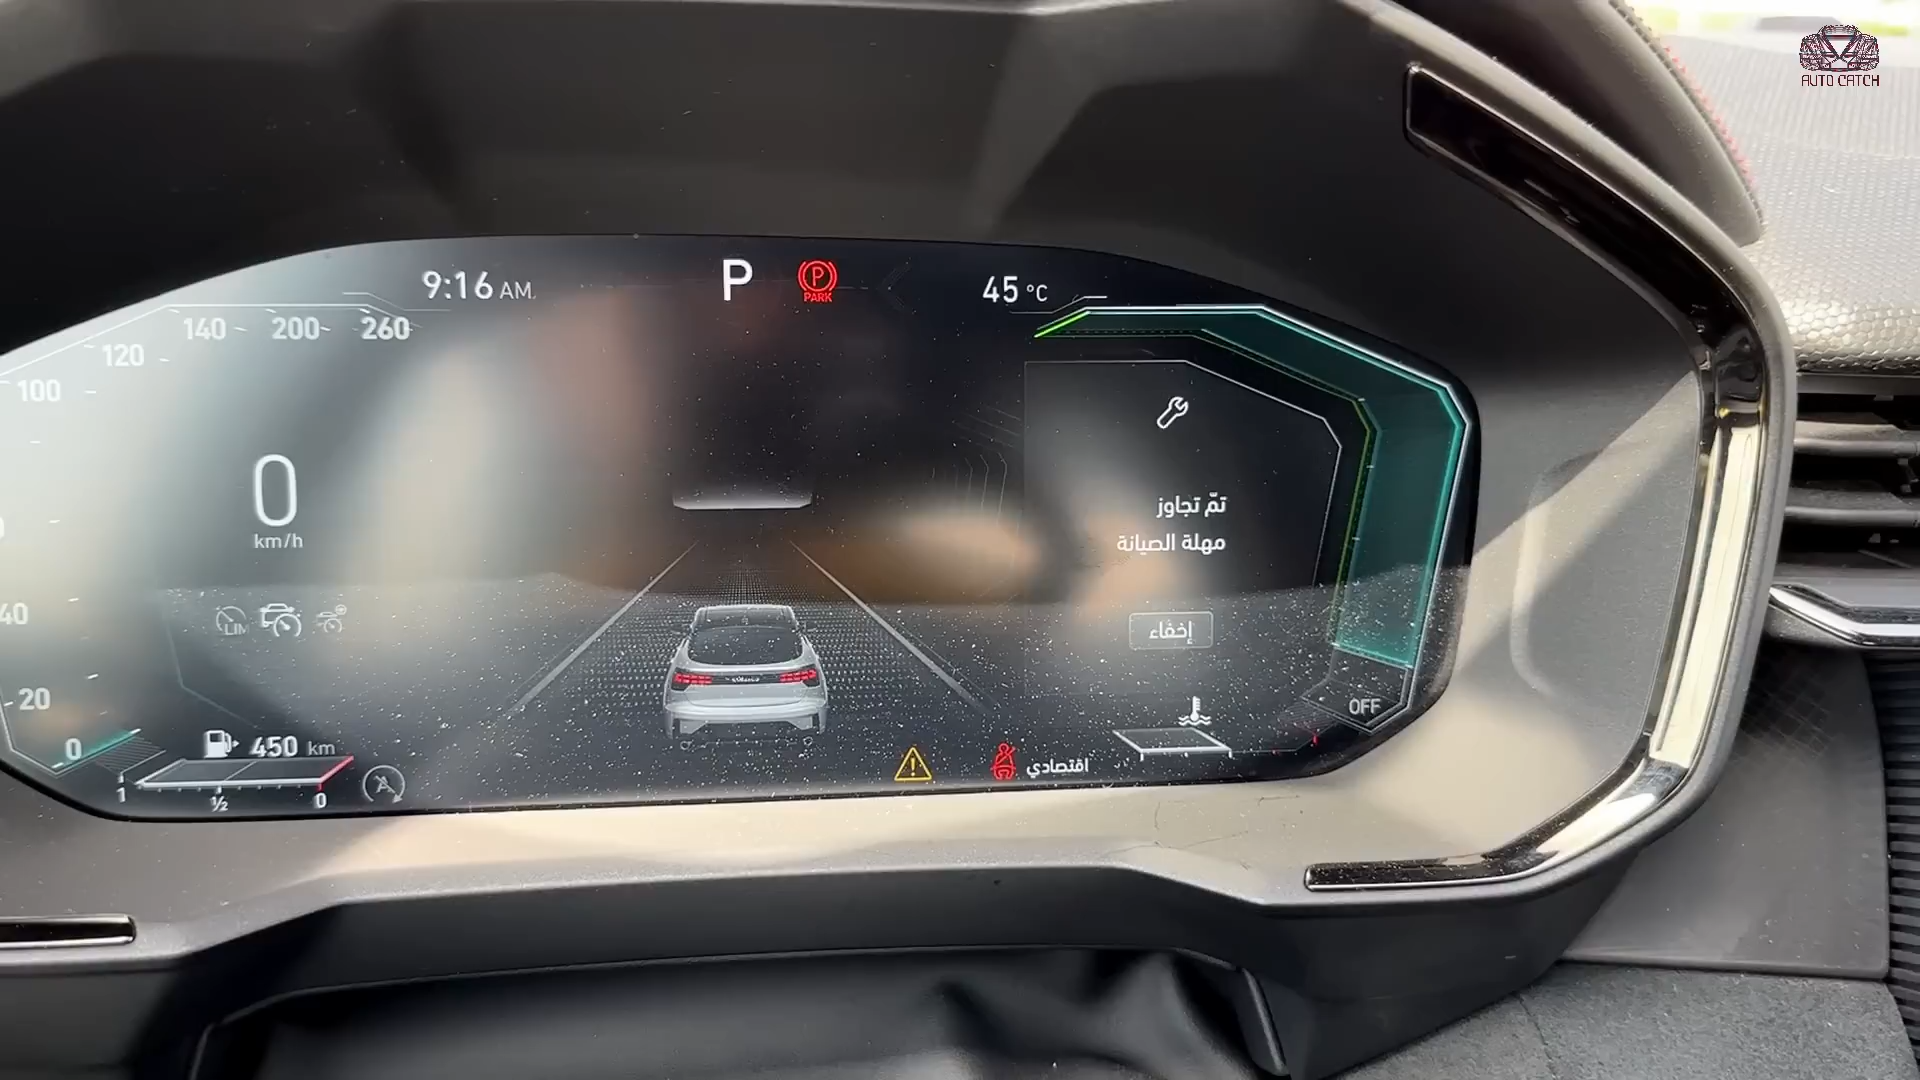 AUTO CATCH
9:16 AM
P
P
PARK
45 °C
140
200
260
120
100
0
km/h
تمّ تجاوز
مهلة الصيانة
إخفاء
LIM
40
20
0
450 km
1
½
0
A
اقتصادي
OFF